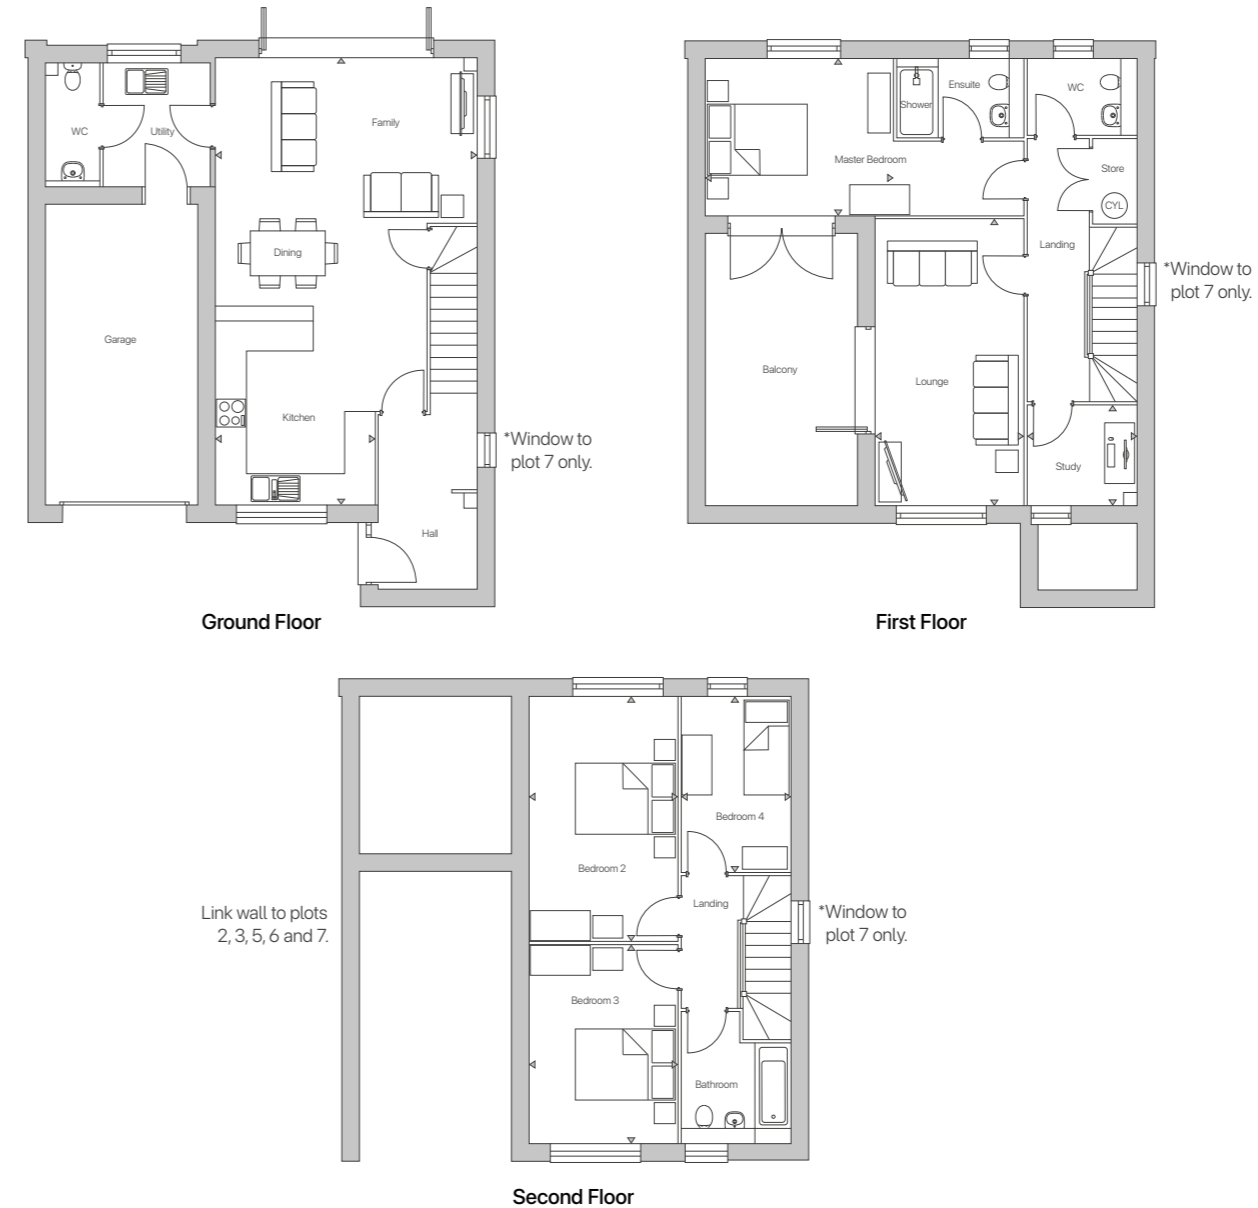 WC
Utility
Family
Dining
Garage
Kitchen
*Window to
plot 7 only.
Hall
Ground Floor
Shower
Ensuite
WC
Master Bedroom
Store
CYL
Landing
*Window to
plot 7 only.
Balcony
Lounge
Study
First Floor
Bedroom 4
Bedroom 2
Landing
Link wall to plots
2, 3, 5, 6 and 7.
*Window to
plot 7 only.
Bedroom 3
Bathroom
Second Floor